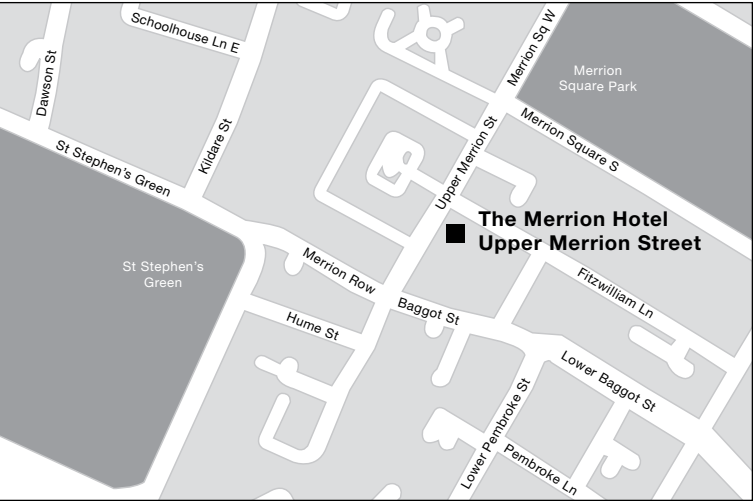 Schoolhouse Ln E
Merrion Sq W
Dawson St
Merrion
Square Park
Kildare St
Merrion Square S
St Stephen's Green
Upper Merrion St
The Merrion Hotel
Upper Merrion Street
St Stephen's
Green
Merrion Row
Fitzwilliam Ln
Baggot St
Hume St
Lower Baggot St
Lower Pembroke St
Pembroke Ln